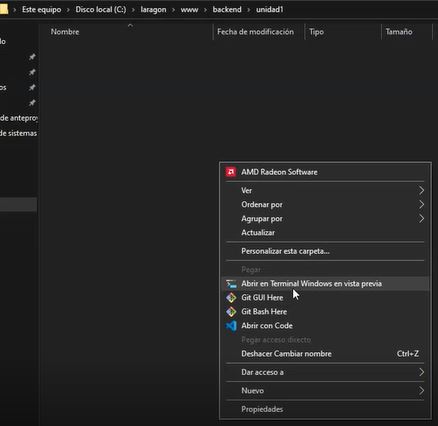 Este equipo > Disco local (C:) > laragon > www > backend > unidad1
Nombre Fecha de modificación Tipo Tamaño
lo
os
de anteproy
de sistemas
AMD Radeon Software
Ver
Ordenar por
Agrupar por
Actualizar
Personalizar esta carpeta...
Pegar
Abrir en Terminal Windows en vista previa
Git GUI Here
Git Bash Here
Abrir con Code
Pegar acceso directo
Deshacer Cambiar nombre Ctrl+Z
Dar acceso a
Nuevo
Propiedades